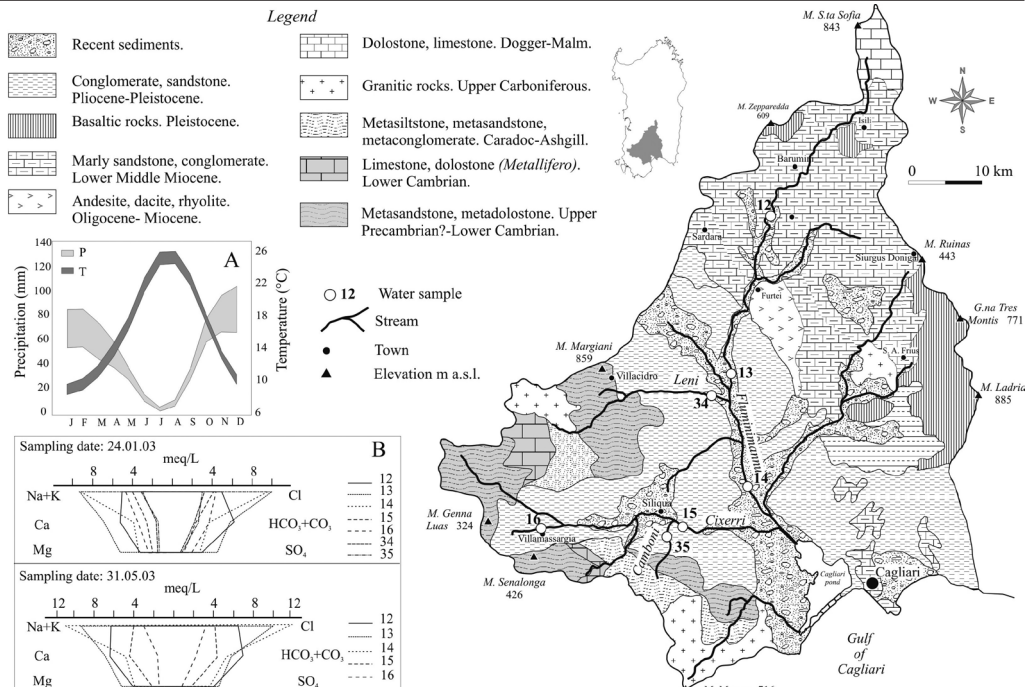 Legend
Recent sediments.
Conglomerate, sandstone.
Pliocene-Pleistocene.
Basaltic rocks. Pleistocene.
Marly sandstone, conglomerate.
Lower Middle Miocene.
Andesite, dacite, rhyolite.
Oligocene- Miocene.
Dolostone, limestone. Dogger-Malm.
Granitic rocks. Upper Carboniferous.
Metasiltstone, metasandstone,
metaconglomerate. Caradoc-Ashgill.
Limestone, dolostone (Metallifero).
Lower Cambrian.
Metasandstone, metadolostone. Upper
Precambrian?-Lower Cambrian.
12 Water sample
Stream
Town
Elevation m a.s.l.
A
P
T
Precipitation (mm)
140
120
100
80
60
40
20
0
Temperature (°C)
26
22
18
14
10
6
J F M A M J J A S O N D
B
Sampling date: 24.01.03
meq/L
8 4 4 8
Na+K Cl
Ca HCO3+CO3
Mg SO4
12
13
14
15
16
34
35
Sampling date: 31.05.03
meq/L
12 8 4 4 8 12
Na+K Cl
Ca HCO3+CO3
Mg SO4
12
13
14
15
16
M. S.ta Sofia
843
N
W E
S
0 10 km
M. Zepparedda
609
Isili
Barumini
12
Sardara
Siurgus Donigala
M. Ruinas
443
Furtei
G.na Tres
Montis 771
S. A. Frius
M. Margiani
859
Villacidro
Leni
13
34
Fluminimannu
M. Ladria
885
14
Siliqua
15
Cixerri
16
M. Genna
Luas 324
Villamassargia
35
Camboni
M. Senalonga
426
Cagliari
pond
Cagliari
Gulf
of
Cagliari